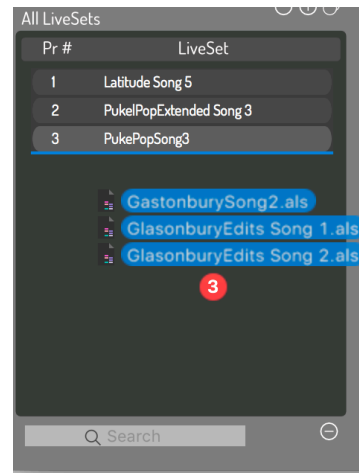 All LiveSets
Pr # LiveSet
1 Latitude Song 5
2 PukelPopExtended Song 3
3 PukePopSong3
GastonburySong2.als
GlasonburyEdits Song 1.als
GlasonburyEdits Song 2.als
3
Search